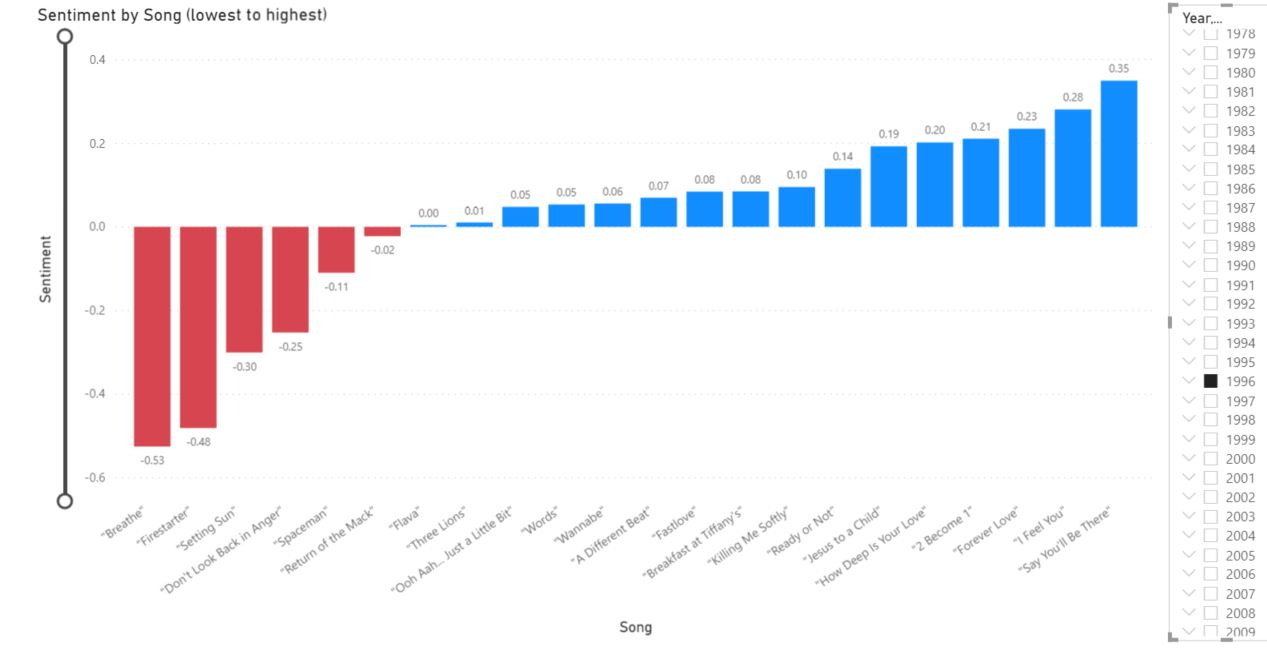 Sentiment by Song (lowest to highest)
Sentiment
0.4
0.2
0.0
-0.2
-0.4
-0.6
-0.53
-0.48
-0.30
-0.25
-0.11
-0.02
0.00
0.01
0.05
0.05
0.06
0.07
0.08
0.08
0.10
0.14
0.19
0.20
0.21
0.23
0.28
0.35
"Breathe"
"Firestarter"
"Setting Sun"
"Don't Look Back in Anger"
"Spaceman"
"Return of the Mack"
"Flava"
"Three Lions"
"Ooh Aah... Just a Little Bit"
"Words"
"Wannabe"
"A Different Beat"
"Fastlove"
"Breakfast at Tiffany's"
"Killing Me Softly"
"Ready or Not"
"Jesus to a Child"
"How Deep Is Your Love"
"2 Become 1"
"Forever Love"
"I Feel You"
"Say You'll Be There"
Song
Year,...
1978
1979
1980
1981
1982
1983
1984
1985
1986
1987
1988
1989
1990
1991
1992
1993
1994
1995
1996
1997
1998
1999
2000
2001
2002
2003
2004
2005
2006
2007
2008
2009